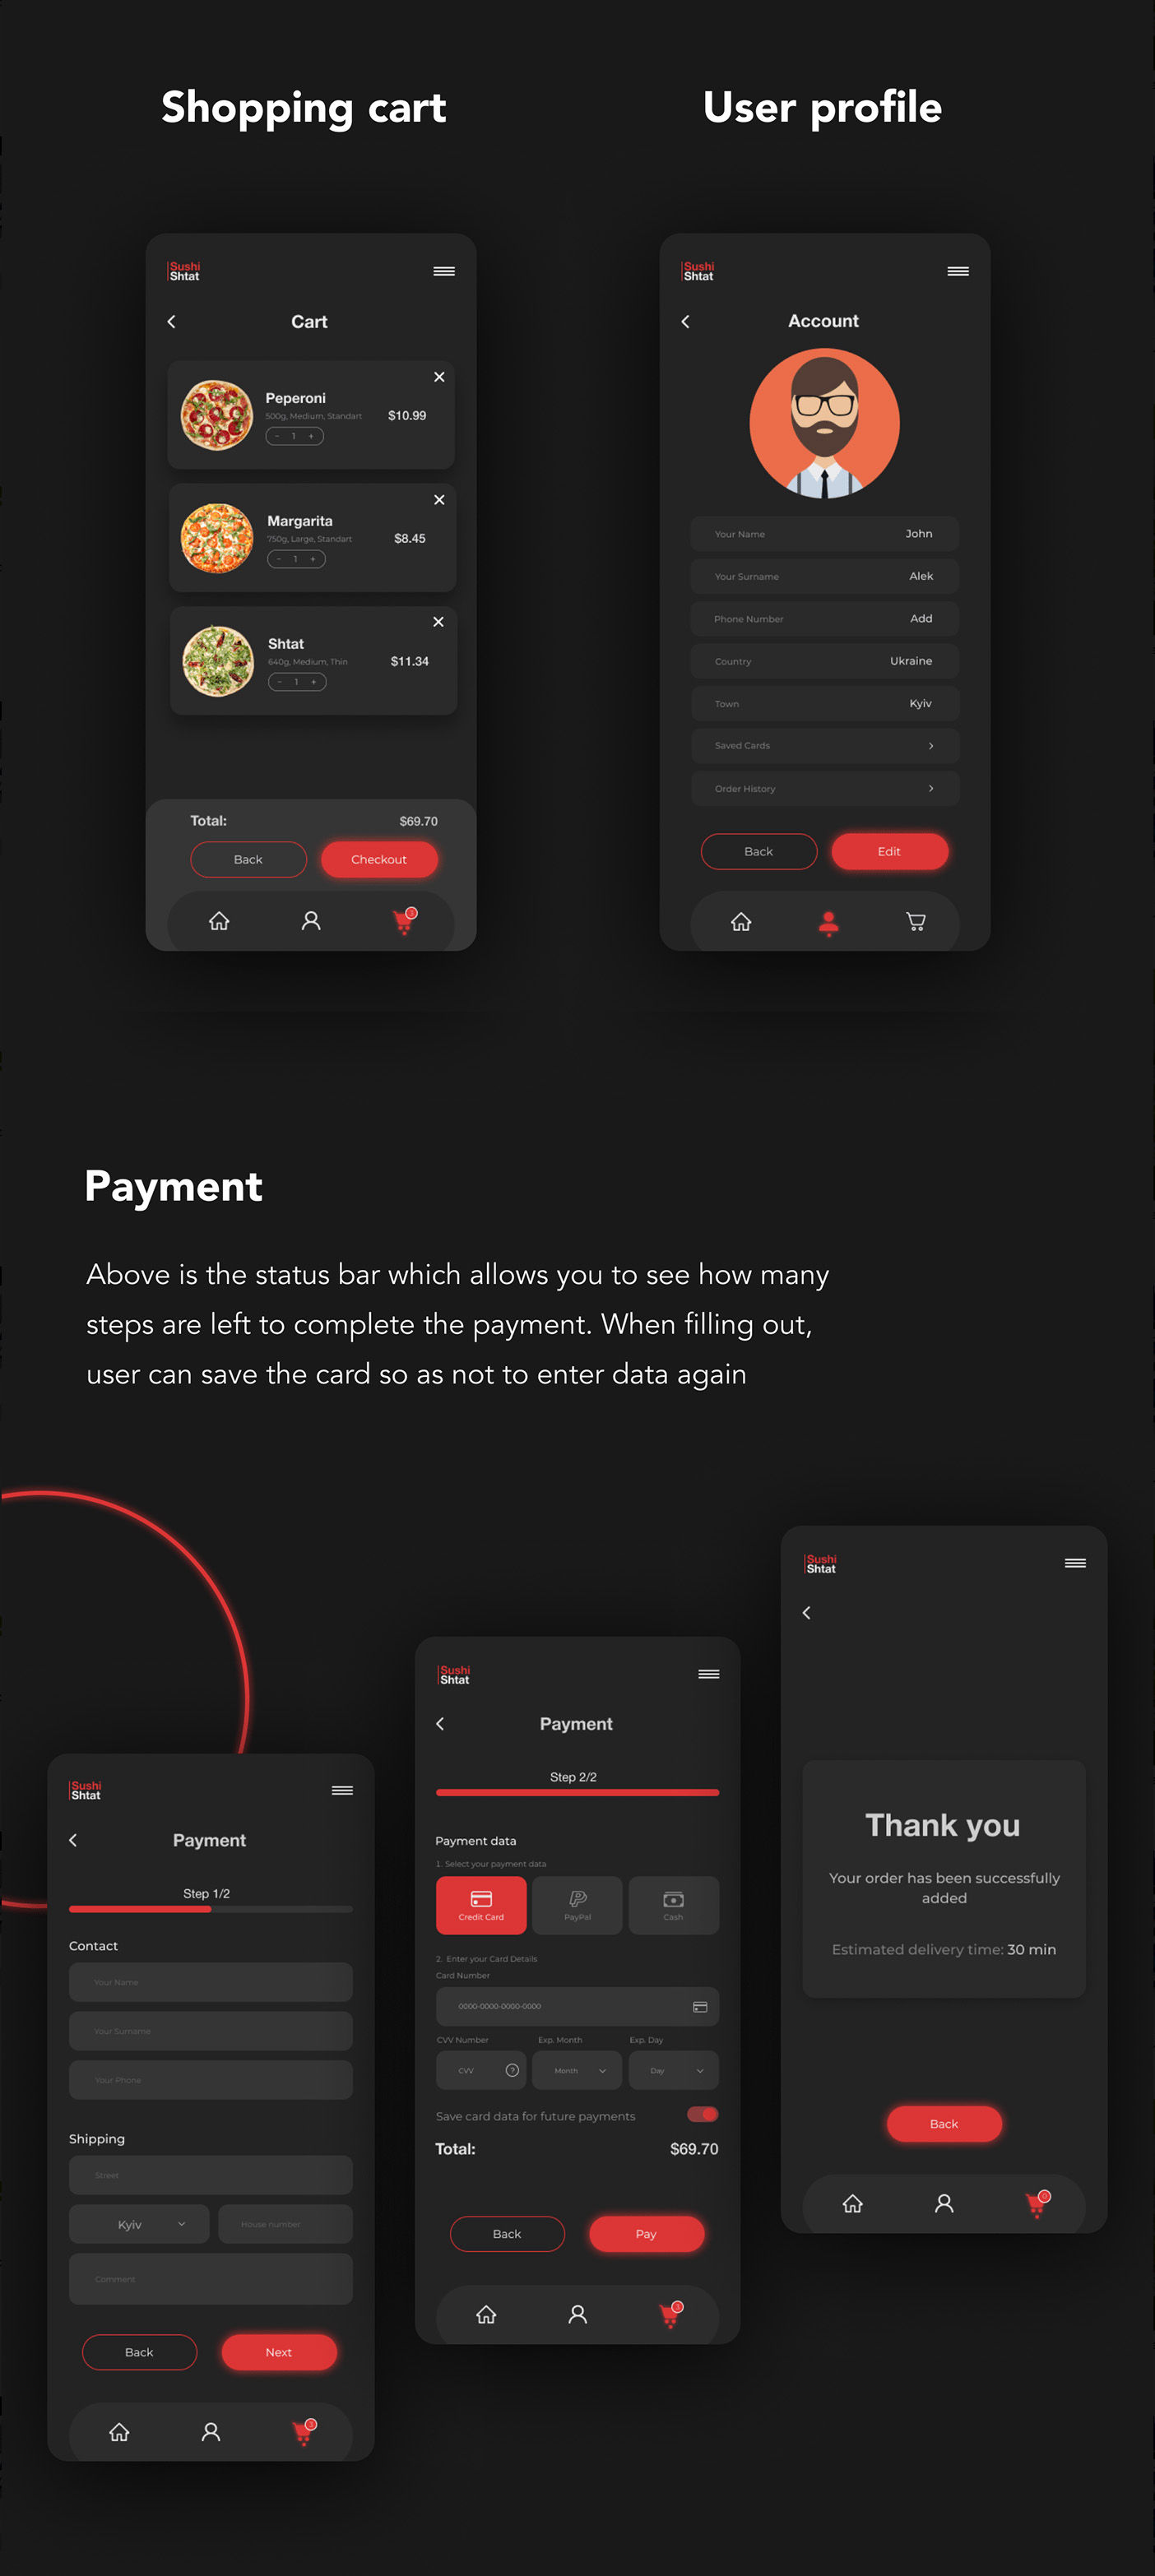 Shopping cart
User profile
Sushi
Shtat
Cart
Peperoni
500g, Medium, Standart
$10.99
- 1 +
Margarita
750g, Large, Standart
$8.45
- 1 +
Shtat
640g, Medium, Thin
$11.34
- 1 +
Total: $69.70
Back Checkout
3
Sushi
Shtat
Account
Your Name John
Your Surname Alek
Phone Number Add
Country Ukraine
Town Kyiv
Saved Cards
Order History
Back Edit
Payment
Above is the status bar which allows you to see how many
steps are left to complete the payment. When filling out,
user can save the card so as not to enter data again
Sushi
Shtat
Payment
Step 1/2
Contact
Your Name
Your Surname
Your Phone
Shipping
Street
Kyiv House number
Comment
Back Next
3
Sushi
Shtat
Payment
Step 2/2
Payment data
1. Select your payment data
Credit Card PayPal Cash
2. Enter your Card Details
Card Number
0000-0000-0000-0000
CVV Number Exp. Month Exp. Day
CVV ? Month Day
Save card data for future payments
Total: $69.70
Back Pay
3
Sushi
Shtat
Thank you
Your order has been successfully
added
Estimated delivery time: 30 min
Back
0